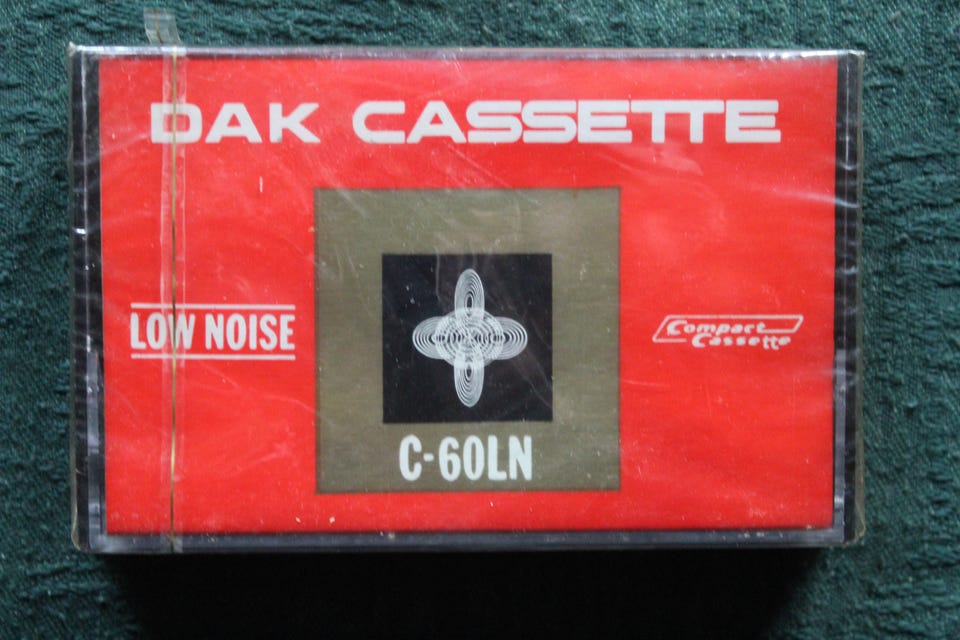 DAK CASSETTE
LOW NOISE
Compact
Cassette
C-60LN